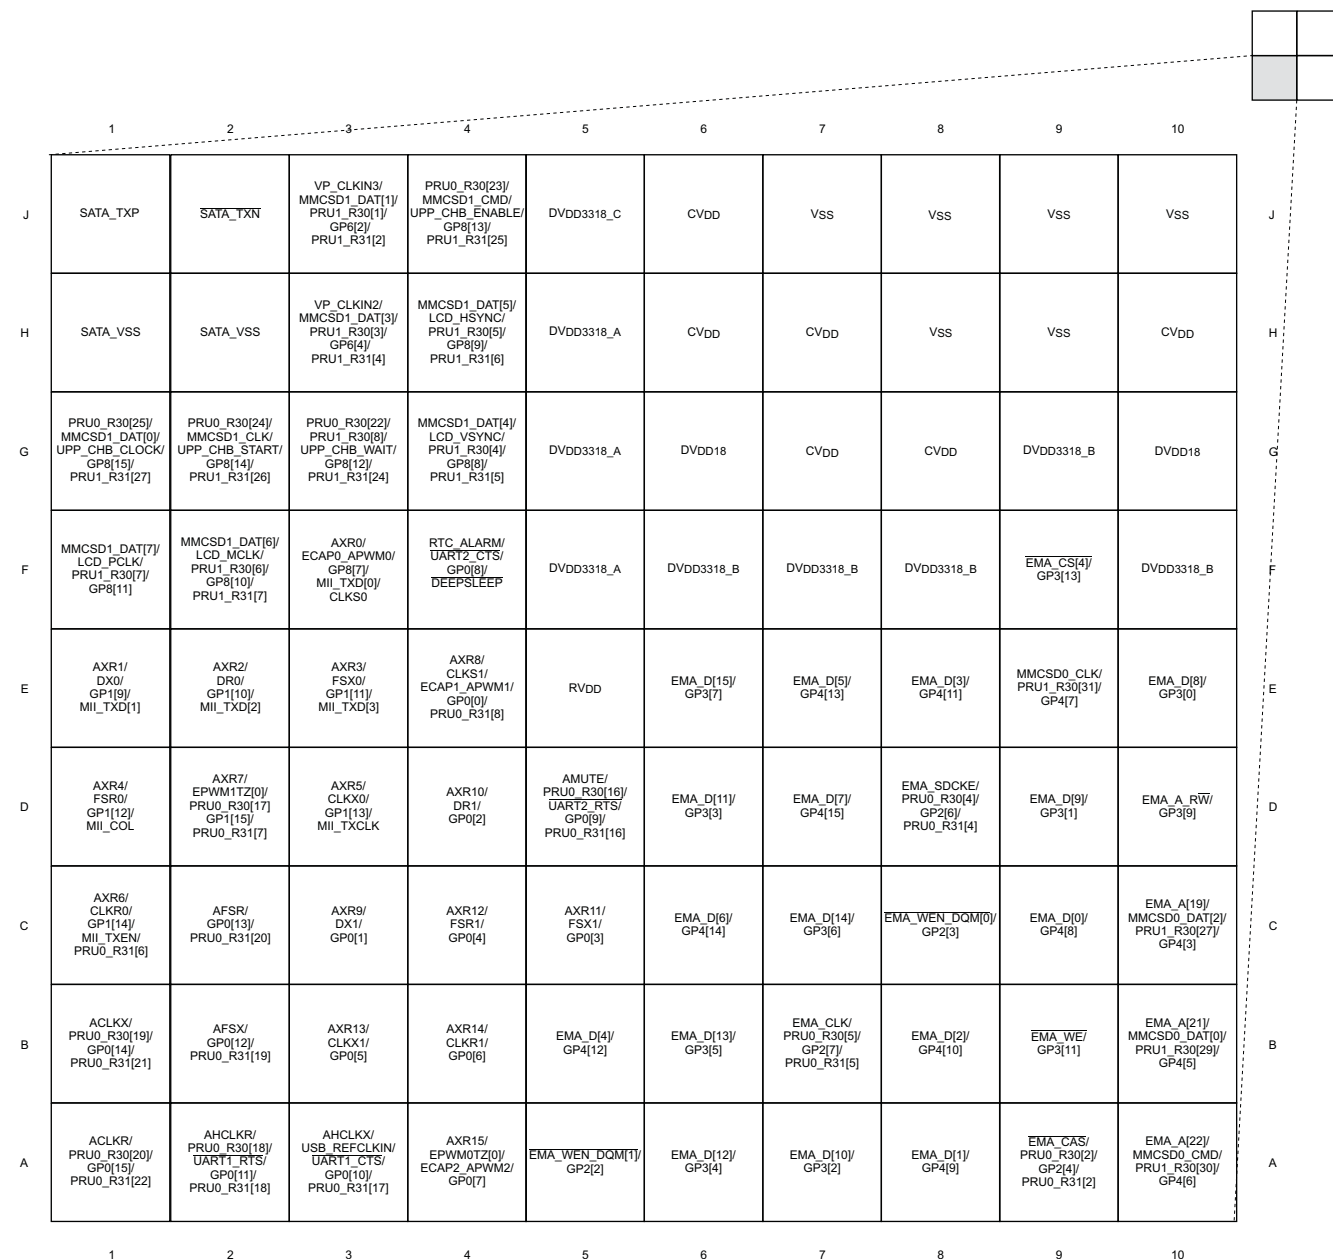 1 2 3 4 5 6 7 8 9 10
J
SATA_TXP
SATA_TXN
VP_CLKIN3/
MMCSD1_DAT[1]/
PRU1_R30[1]/
GP6[2]/
PRU1_R31[2]
PRU0_R30[23]/
MMCSD1_CMD/
UPP_CHB_ENABLE/
GP8[13]/
PRU1_R31[25]
DVDD3318_C
CVDD
VSS
VSS
VSS
VSS
J
H
SATA_VSS
SATA_VSS
VP_CLKIN2/
MMCSD1_DAT[3]/
PRU1_R30[3]/
GP6[4]/
PRU1_R31[4]
MMCSD1_DAT[5]/
LCD_HSYNC/
PRU1_R30[5]/
GP8[9]/
PRU1_R31[6]
DVDD3318_A
CVDD
CVDD
VSS
VSS
CVDD
H
G
PRU0_R30[25]/
MMCSD1_DAT[0]/
UPP_CHB_CLOCK/
GP8[15]/
PRU1_R31[27]
PRU0_R30[24]/
MMCSD1_CLK/
UPP_CHB_START/
GP8[14]/
PRU1_R31[26]
PRU0_R30[22]/
PRU1_R30[8]/
UPP_CHB_WAIT/
GP8[12]/
PRU1_R31[24]
MMCSD1_DAT[4]/
LCD_VSYNC/
PRU1_R30[4]/
GP8[8]/
PRU1_R31[5]
DVDD3318_A
DVDD18
CVDD
CVDD
DVDD3318_B
DVDD18
G
F
MMCSD1_DAT[7]/
LCD_PCLK/
PRU1_R30[7]/
GP8[11]
MMCSD1_DAT[6]/
LCD_MCLK/
PRU1_R30[6]/
GP8[10]/
PRU1_R31[7]
AXR0/
ECAP0_APWM0/
GP8[7]/
MII_TXD[0]/
CLKS0
RTC_ALARM/
UART2_CTS/
GP0[8]/
DEEPSLEEP
DVDD3318_A
DVDD3318_B
DVDD3318_B
DVDD3318_B
EMA_CS[4]/
GP3[13]
DVDD3318_B
F
E
AXR1/
DX0/
GP1[9]/
MII_TXD[1]
AXR2/
DR0/
GP1[10]/
MII_TXD[2]
AXR3/
FSX0/
GP1[11]/
MII_TXD[3]
AXR8/
CLKS1/
ECAP1_APWM1/
GP0[0]/
PRU0_R31[8]
RVDD
EMA_D[15]/
GP3[7]
EMA_D[5]/
GP4[13]
EMA_D[3]/
GP4[11]
MMCSD0_CLK/
PRU1_R30[31]/
GP4[7]
EMA_D[8]/
GP3[0]
E
D
AXR4/
FSR0/
GP1[12]/
MII_COL
AXR7/
EPWM1TZ[0]/
PRU0_R30[17]
GP1[15]/
PRU0_R31[7]
AXR5/
CLKX0/
GP1[13]/
MII_TXCLK
AXR10/
DR1/
GP0[2]
AMUTE/
PRU0_R30[16]/
UART2_RTS/
GP0[9]/
PRU0_R31[16]
EMA_D[11]/
GP3[3]
EMA_D[7]/
GP4[15]
EMA_SDCKE/
PRU0_R30[4]/
GP2[6]/
PRU0_R31[4]
EMA_D[9]/
GP3[1]
EMA_A_RW/
GP3[9]
D
C
AXR6/
CLKR0/
GP1[14]/
MII_TXEN/
PRU0_R31[6]
AFSR/
GP0[13]/
PRU0_R31[20]
AXR9/
DX1/
GP0[1]
AXR12/
FSR1/
GP0[4]
AXR11/
FSX1/
GP0[3]
EMA_D[6]/
GP4[14]
EMA_D[14]/
GP3[6]
EMA_WEN_DQM[0]/
GP2[3]
EMA_D[0]/
GP4[8]
EMA_A[19]/
MMCSD0_DAT[2]/
PRU1_R30[27]/
GP4[3]
C
B
ACLKX/
PRU0_R30[19]/
GP0[14]/
PRU0_R31[21]
AFSX/
GP0[12]/
PRU0_R31[19]
AXR13/
CLKX1/
GP0[5]
AXR14/
CLKR1/
GP0[6]
EMA_D[4]/
GP4[12]
EMA_D[13]/
GP3[5]
EMA_CLK/
PRU0_R30[5]/
GP2[7]/
PRU0_R31[5]
EMA_D[2]/
GP4[10]
EMA_WE/
GP3[11]
EMA_A[21]/
MMCSD0_DAT[0]/
PRU1_R30[29]/
GP4[5]
B
A
ACLKR/
PRU0_R30[20]/
GP0[15]/
PRU0_R31[22]
AHCLKR/
PRU0_R30[18]/
UART1_RTS/
GP0[11]/
PRU0_R31[18]
AHCLKX/
USB_REFCLKIN/
UART1_CTS/
GP0[10]/
PRU0_R31[17]
AXR15/
EPWM0TZ[0]/
ECAP2_APWM2/
GP0[7]
EMA_WEN_DQM[1]/
GP2[2]
EMA_D[12]/
GP3[4]
EMA_D[10]/
GP3[2]
EMA_D[1]/
GP4[9]
EMA_CAS/
PRU0_R30[2]/
GP2[4]/
PRU0_R31[2]
EMA_A[22]/
MMCSD0_CMD/
PRU1_R30[30]/
GP4[6]
A
1 2 3 4 5 6 7 8 9 10